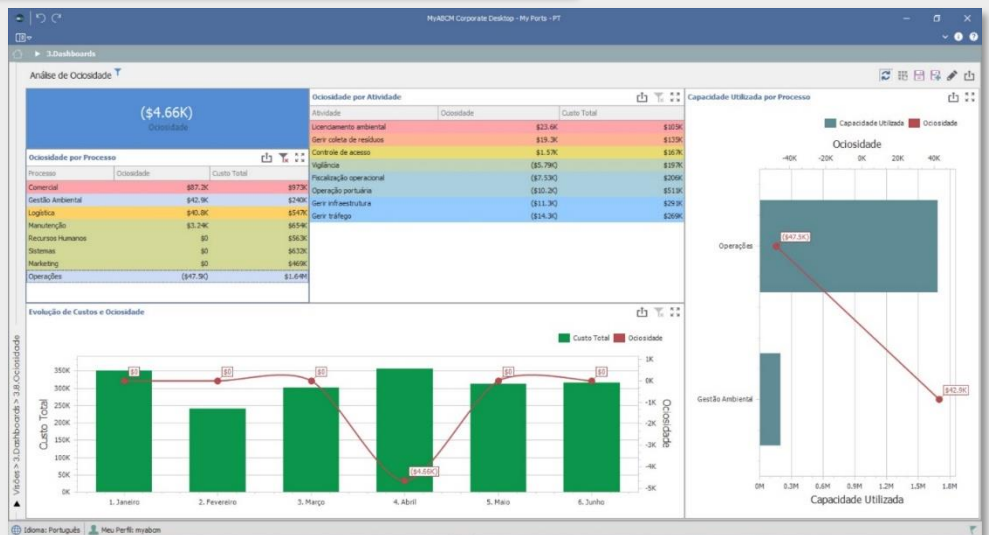 MyABCM Corporate Desktop - My Ports - PT
3.Dashboards
Análise de Ociosidade
($4.66K)
Ociosidade
Ociosidade por Processo
Processo Ociosidade Custo Total
Comercial $87.2K $973K
Gestão Ambiental $42.9K $240K
Logística $40.8K $547K
Manutenção $3.24K $654K
Recursos Humanos $0 $563K
Sistemas $0 $632K
Marketing $0 $469K
Operações ($47.5K) $1.64M
Ociosidade por Atividade
Atividade Ociosidade Custo Total
Licenciamento ambiental $23.6K $105K
Gerir coleta de resíduos $19.3K $135K
Controle de acesso $1.57K $167K
Vigilância ($5.79K) $197K
Fiscalização operacional ($7.53K) $206K
Operação portuária ($10.2K) $511K
Gerir infraestrutura ($11.3K) $291K
Gerir tráfego ($14.3K) $269K
Capacidade Utilizada por Processo
Capacidade Utilizada Ociosidade
Ociosidade
-40K -20K 0K 20K 40K
Operações
($47.5K)
Gestão Ambiental
$42.9K
0M 0.3M 0.6M 0.9M 1.2M 1.5M 1.8M
Capacidade Utilizada
Evolução de Custos e Ociosidade
Custo Total Ociosidade
Custo Total
350K
300K
250K
200K
150K
100K
50K
0K
$0 $0 $0 ($4.66K) $0 $0
1K
0K
-1K
-2K
-3K
-4K
-5K
Ociosidade
1. Janeiro 2. Fevereiro 3. Março 4. Abril 5. Maio 6. Junho
Visões > 3.Dashboards > 3.8.Ociosidade
Idioma: Português Meu Perfil: myabcm